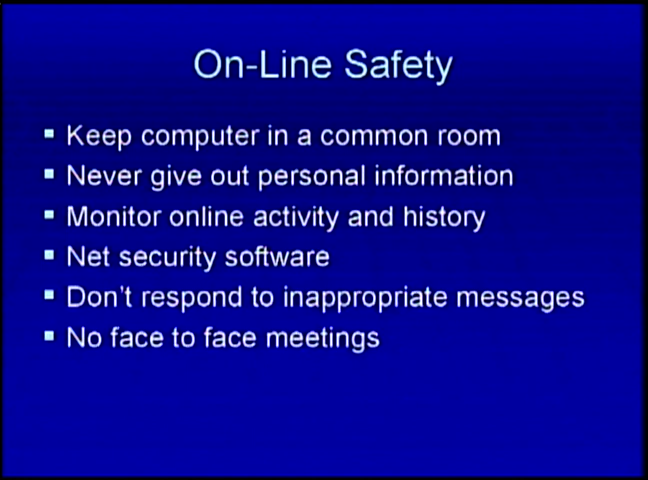 On-Line Safety
Keep computer in a common room
Never give out personal information
Monitor online activity and history
Net security software
Don't respond to inappropriate messages
No face to face meetings